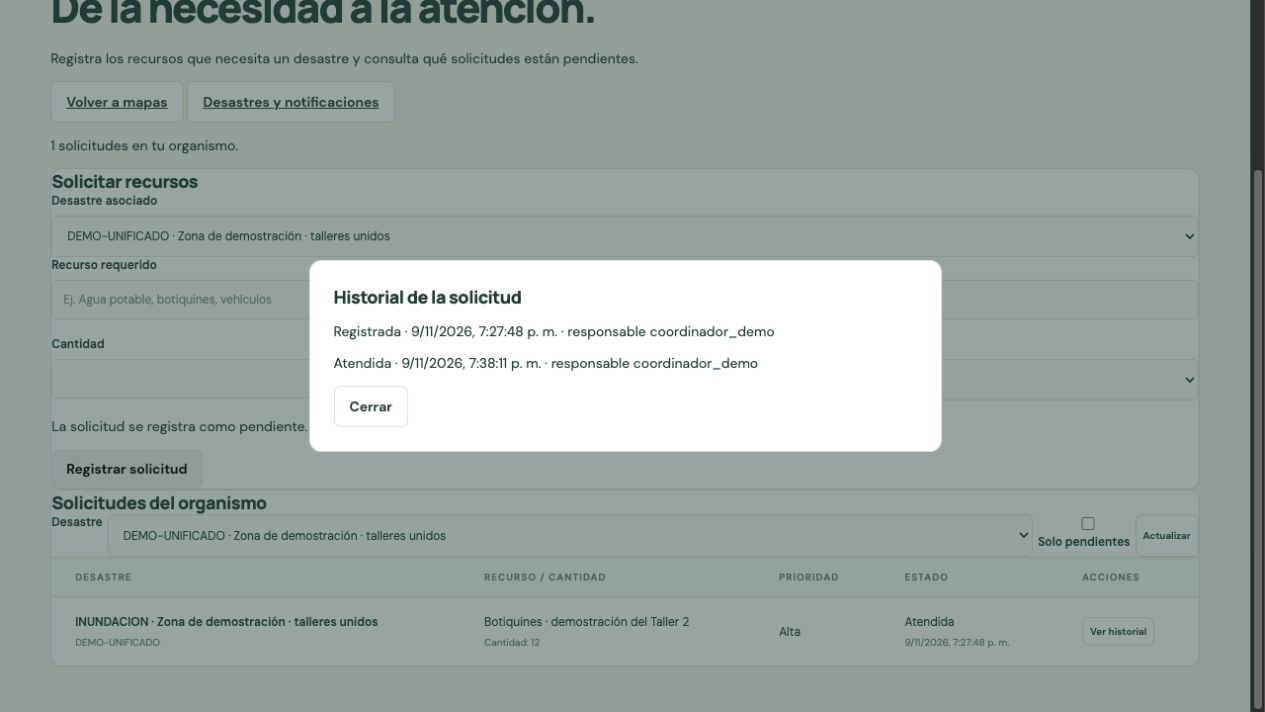 De la necesidad a la atención.
Registra los recursos que necesita un desastre y consulta qué solicitudes están pendientes.
Volver a mapas
Desastres y notificaciones
1 solicitudes en tu organismo.
Solicitar recursos
Desastre asociado
DEMO-UNIFICADO · Zona de demostración · talleres unidos
Recurso requerido
Ej. Agua potable, botiquines, vehículos
Cantidad
Historial de la solicitud
Registrada · 9/11/2026, 7:27:48 p. m. · responsable coordinador_demo
Atendida · 9/11/2026, 7:38:11 p. m. · responsable coordinador_demo
Cerrar
La solicitud se registra como pendiente.
Registrar solicitud
Solicitudes del organismo
Desastre
DEMO-UNIFICADO · Zona de demostración · talleres unidos
Solo pendientes
Actualizar
DESASTRE RECURSO / CANTIDAD PRIORIDAD ESTADO ACCIONES
INUNDACION · Zona de demostración · talleres unidos
DEMO-UNIFICADO
Botiquines · demostración del Taller 2
Cantidad: 12
Alta
Atendida
9/11/2026, 7:27:48 p. m.
Ver historial